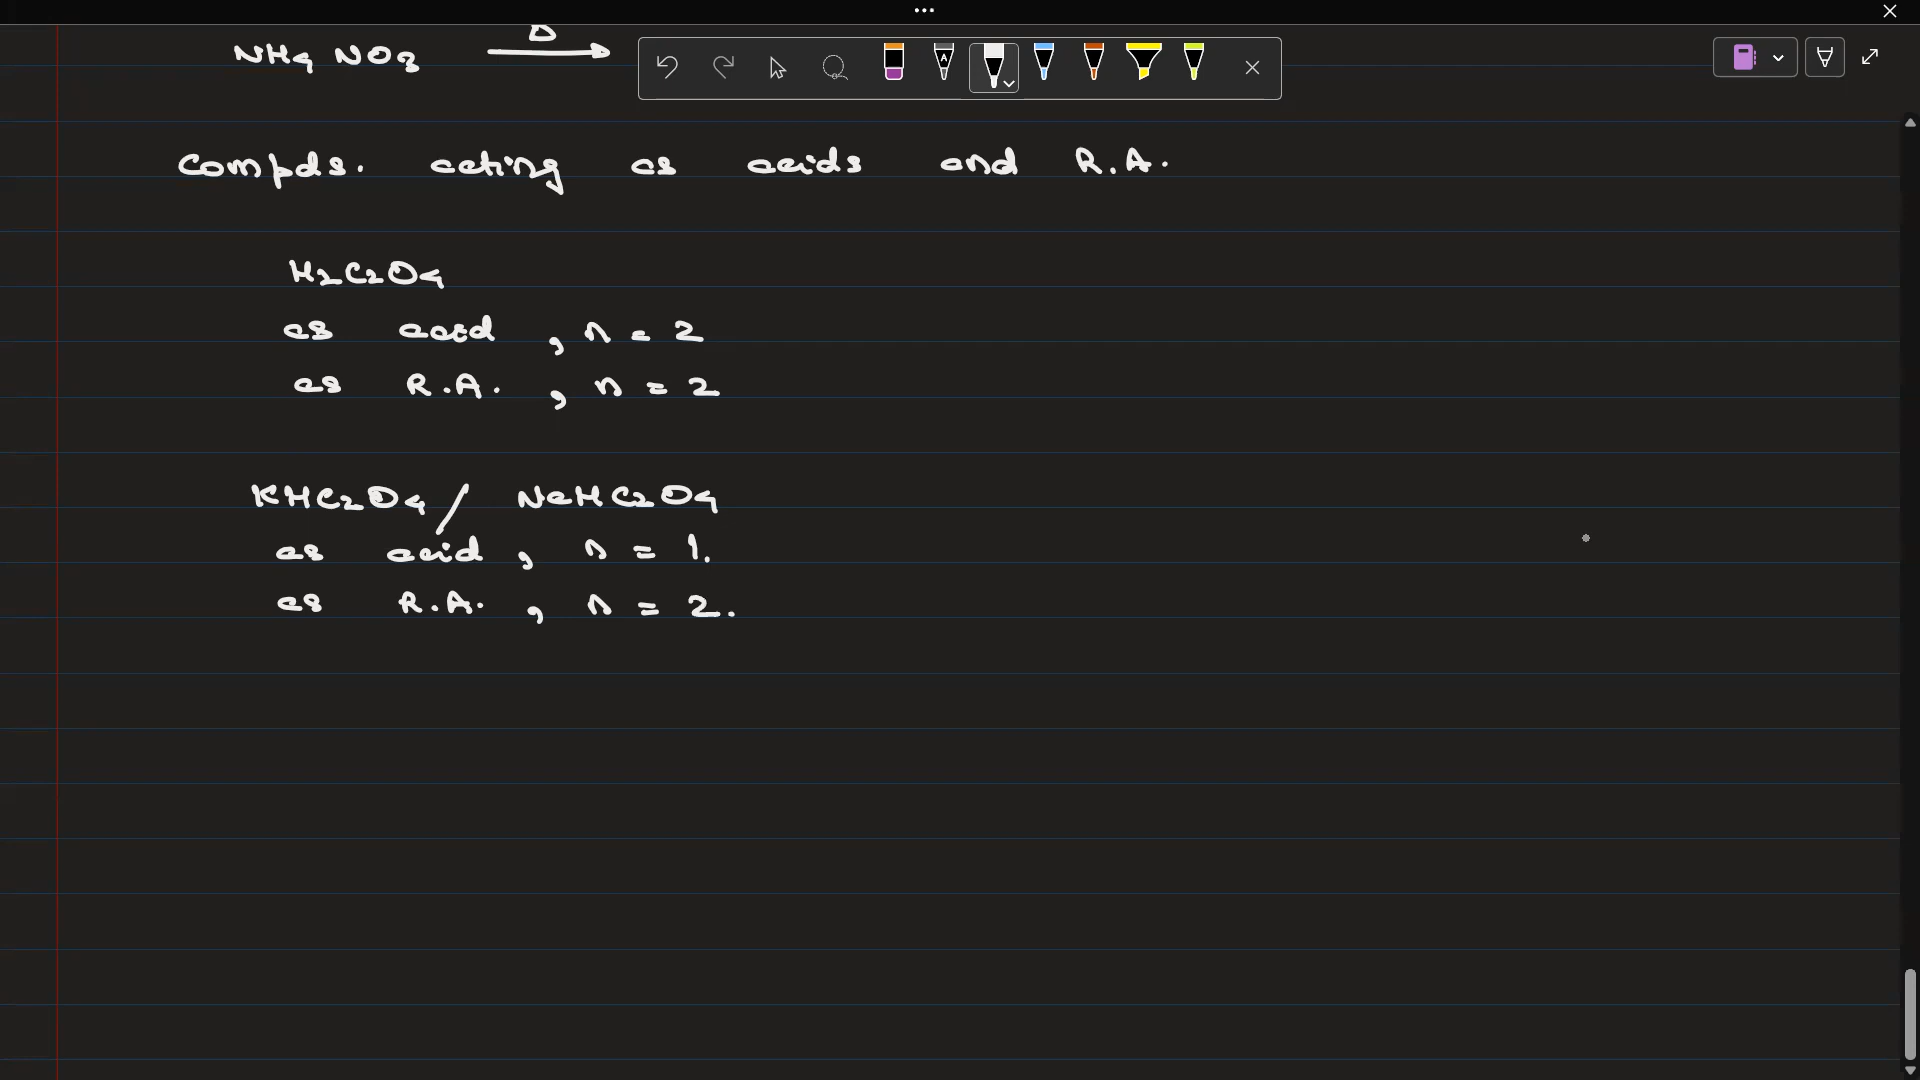 NH4 NO3 Δ
Compds. acting as acids and R.A.
H2C2O4
as acid , n = 2
as R.A. , n = 2
KHC2O4 / NaHC2O4
as acid , n = 1.
as R.A. , n = 2.